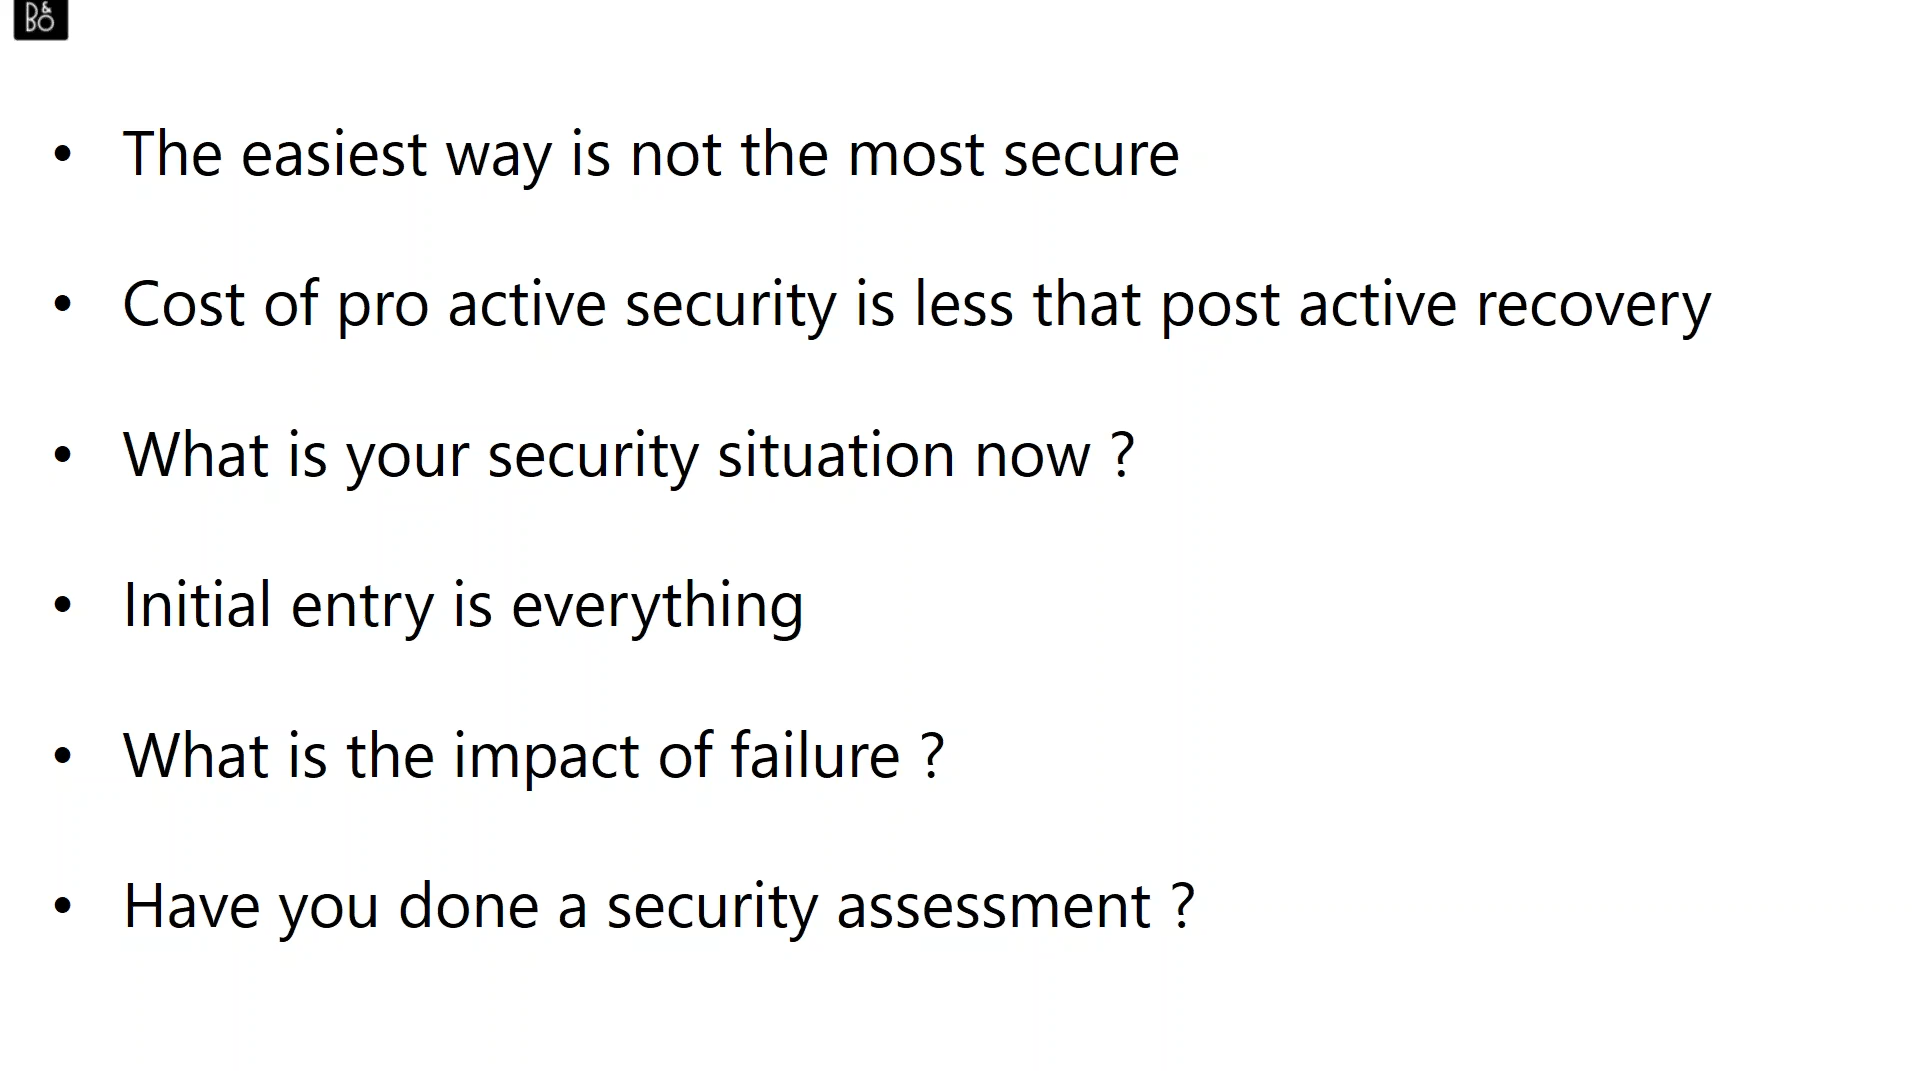 B&O
• The easiest way is not the most secure
• Cost of pro active security is less that post active recovery
• What is your security situation now ?
• Initial entry is everything
• What is the impact of failure ?
• Have you done a security assessment ?